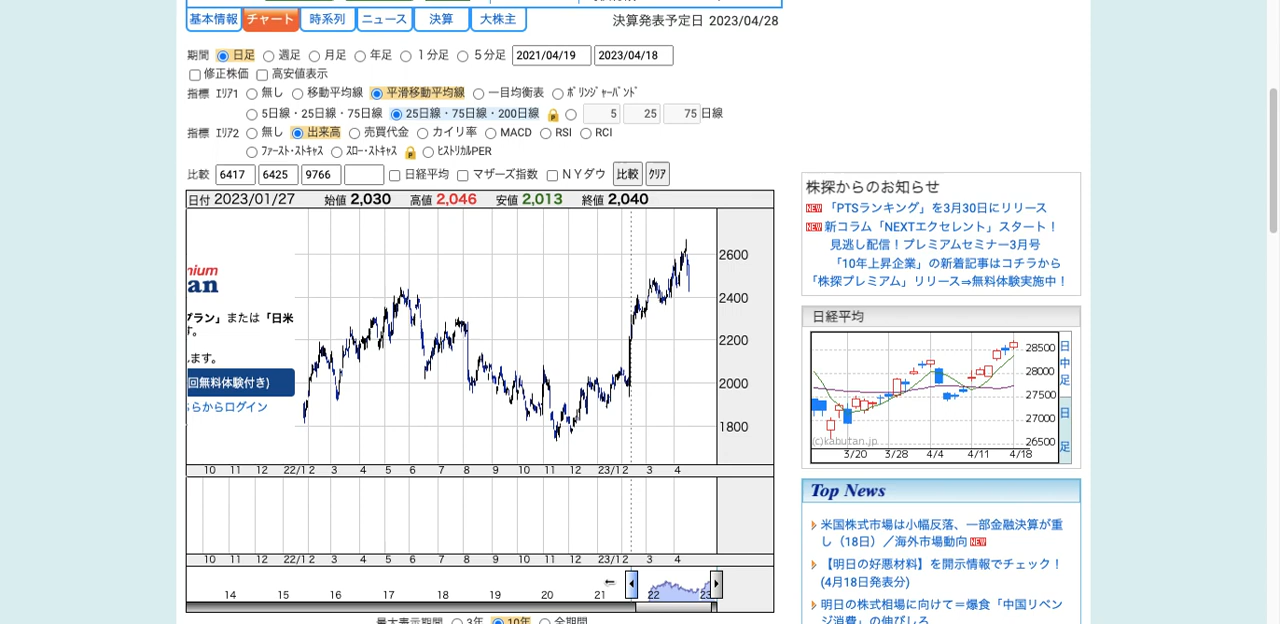 基本情報 チャート 時系列 ニュース 決算 大株主 決算発表予定日 2023/04/28
期間 日足 週足 月足 年足 1分足 5分足 2021/04/19 2023/04/18
修正株価 高安値表示
指標 ｴﾘｱ1 無し 移動平均線 平滑移動平均線 一目均衡表 ﾎﾞﾘﾝｼﾞｬｰﾊﾞﾝﾄﾞ
5日線・25日線・75日線 25日線・75日線・200日線 5 25 75 日線
指標 ｴﾘｱ2 無し 出来高 売買代金 カイリ率 MACD RSI RCI
ﾌｧｰｽﾄ･ｽﾄｷｬｽ ｽﾛｰ･ｽﾄｷｬｽ ﾋｽﾄﾘｶﾙPER
比較 6417 6425 9766 日経平均 マザーズ指数 ＮＹダウ 比較 ｸﾘｱ
日付 2023/01/27 始値 2,030 高値 2,046 安値 2,013 終値 2,040
2600
2400
2200
2000
1800
nium
an
プラン」または「日米
す。
します。
回無料体験付き)
ちらからログイン
10 11 12 22/1 2 3 4 5 6 7 8 9 10 11 12 23/1 2 3 4
10 11 12 22/1 2 3 4 5 6 7 8 9 10 11 12 23/1 2 3 4
14 15 16 17 18 19 20 21 22 23
最大表示期間 3年 10年 全期間
株探からのお知らせ
NEW 「PTSランキング」を3月30日にリリース
NEW 新コラム「NEXTエクセレント」スタート！
見逃し配信！プレミアムセミナー3月号
「10年上昇企業」の新着記事はコチラから
「株探プレミアム」リリース⇒無料体験実施中！
日経平均
28500
28000
27500
27000
26500
(c)kabutan.jp
3/20 3/28 4/4 4/11 4/18
日中足
日足
Top News
米国株式市場は小幅反落、一部金融決算が重
し（18日）／海外市場動向 NEW
【明日の好悪材料】を開示情報でチェック！
(4月18日発表分)
明日の株式相場に向けて＝爆食「中国リベン
ジ消費」の伸びしろ